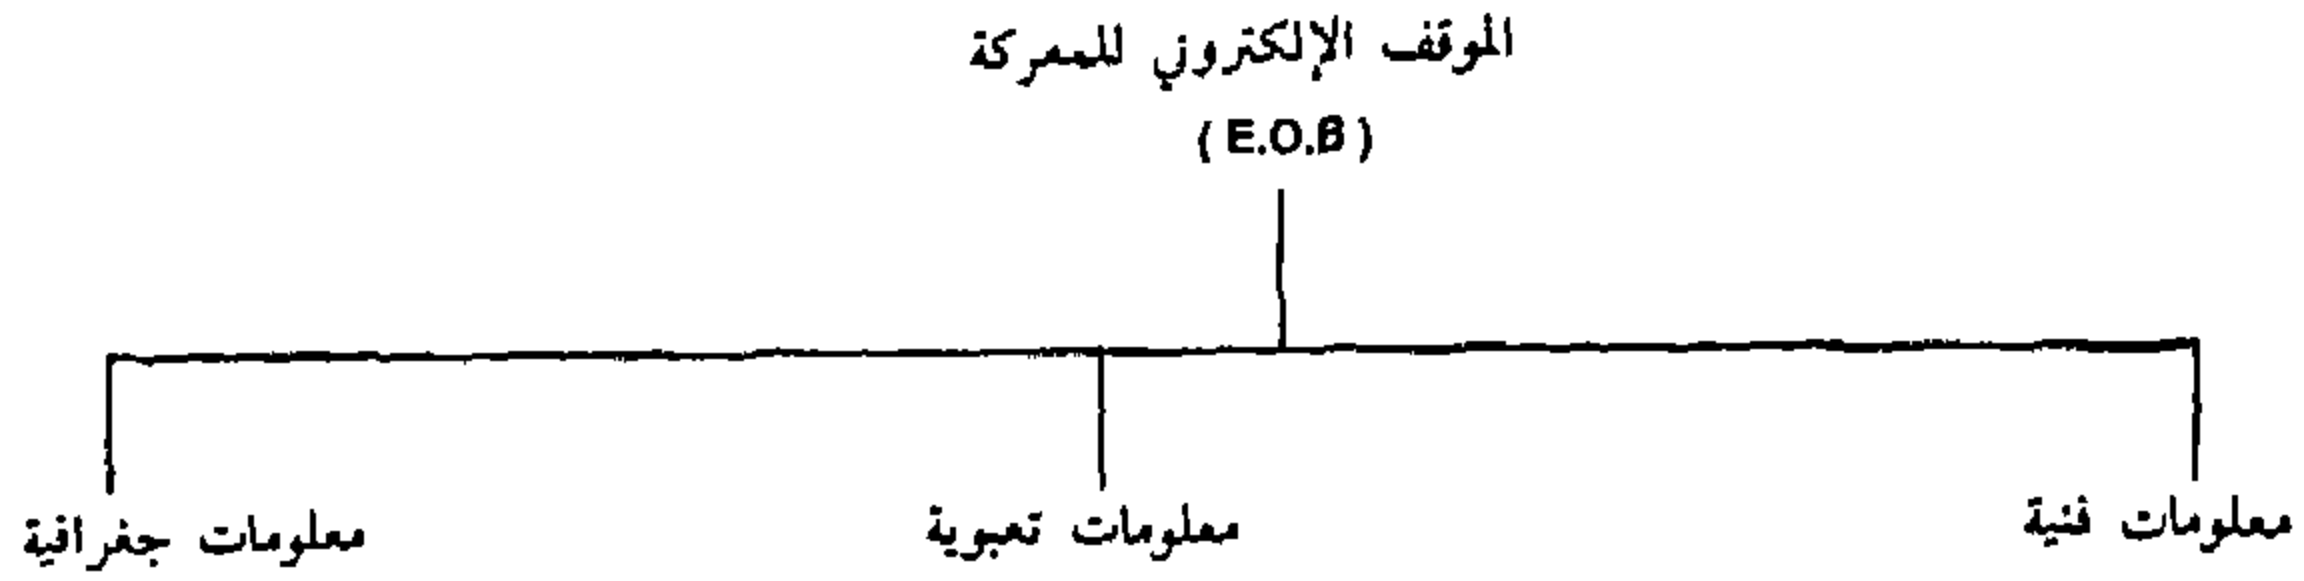 الموقف الإلكتروني للمعركة
( E.O.B )
معلومات فنية
معلومات تعبوية
معلومات جغرافية